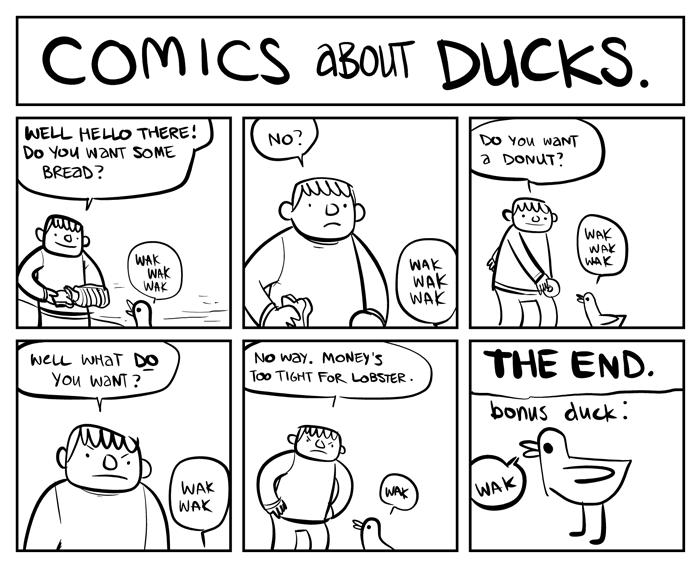 COMICS ABOUT DUCKS.
WELL HELLO THERE!
DO YOU WANT SOME
BREAD?
WAK
WAK
WAK
NO?
WAK
WAK
WAK
DO YOU WANT
A DONUT?
WAK
WAK
WAK
WELL WHAT DO
YOU WANT?
WAK
WAK
NO WAY. MONEY'S
TOO TIGHT FOR LOBSTER.
WAK
THE END.
bonus duck:
WAK